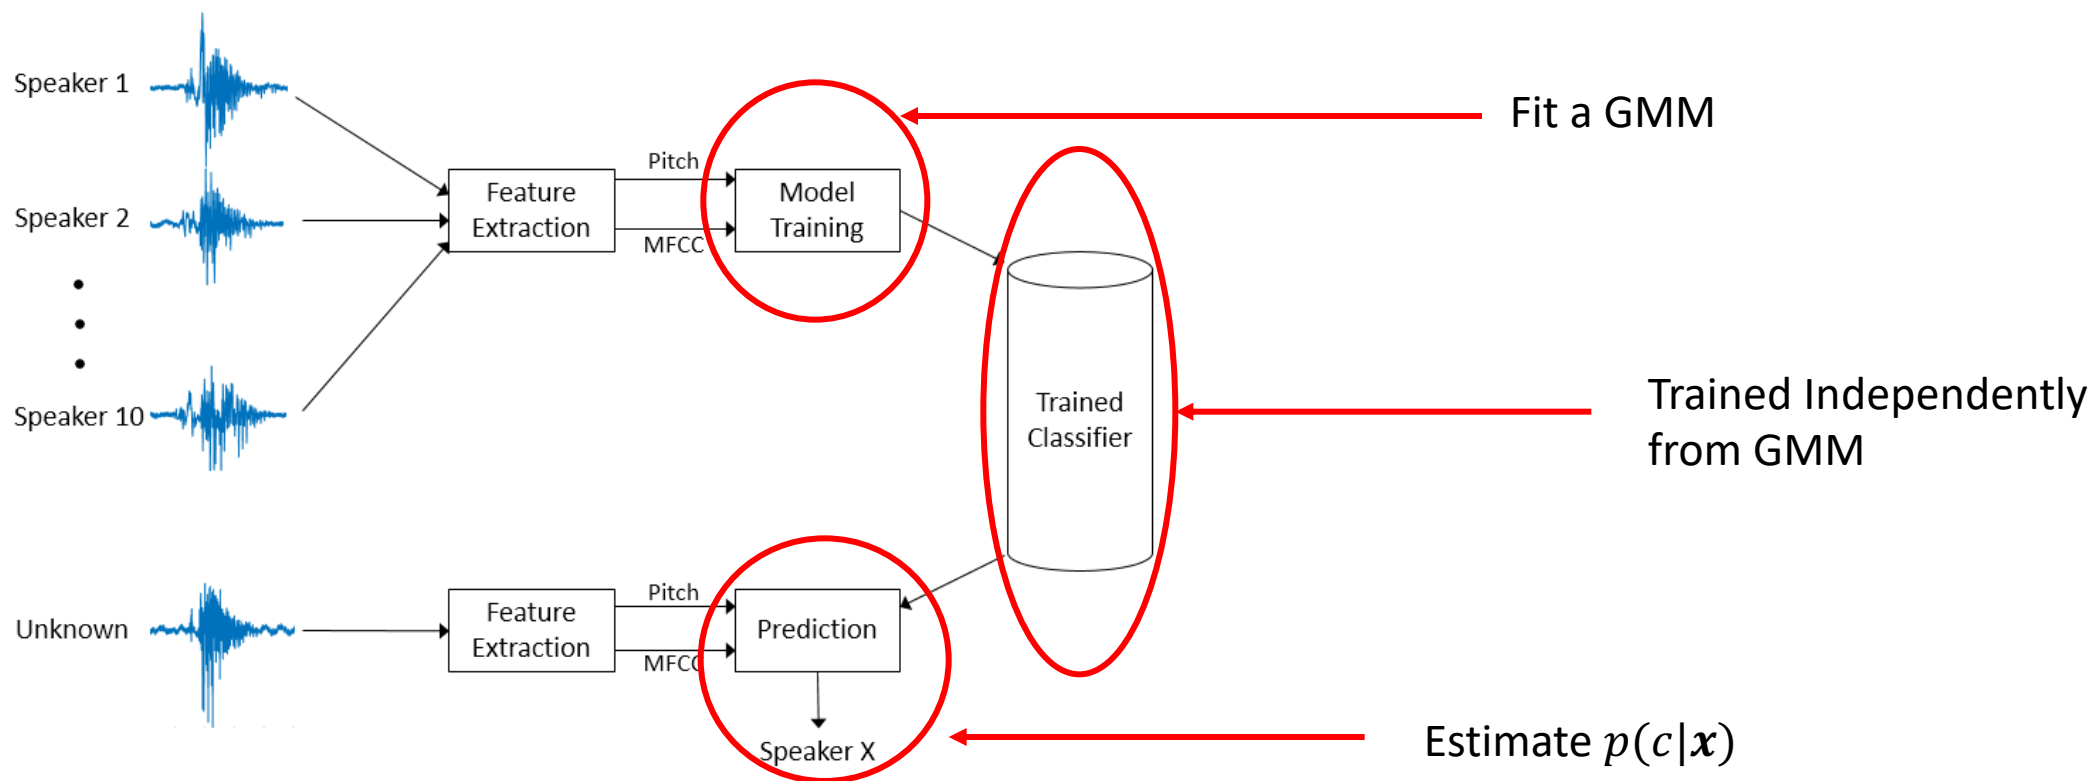 Speaker 1
Speaker 2
Speaker 10
Feature
Extraction
Pitch
MFCC
Model
Training
Fit a GMM
Trained
Classifier
Trained Independently
from GMM
Unknown
Feature
Extraction
Pitch
MFCC
Prediction
Speaker X
Estimate p(c|x)